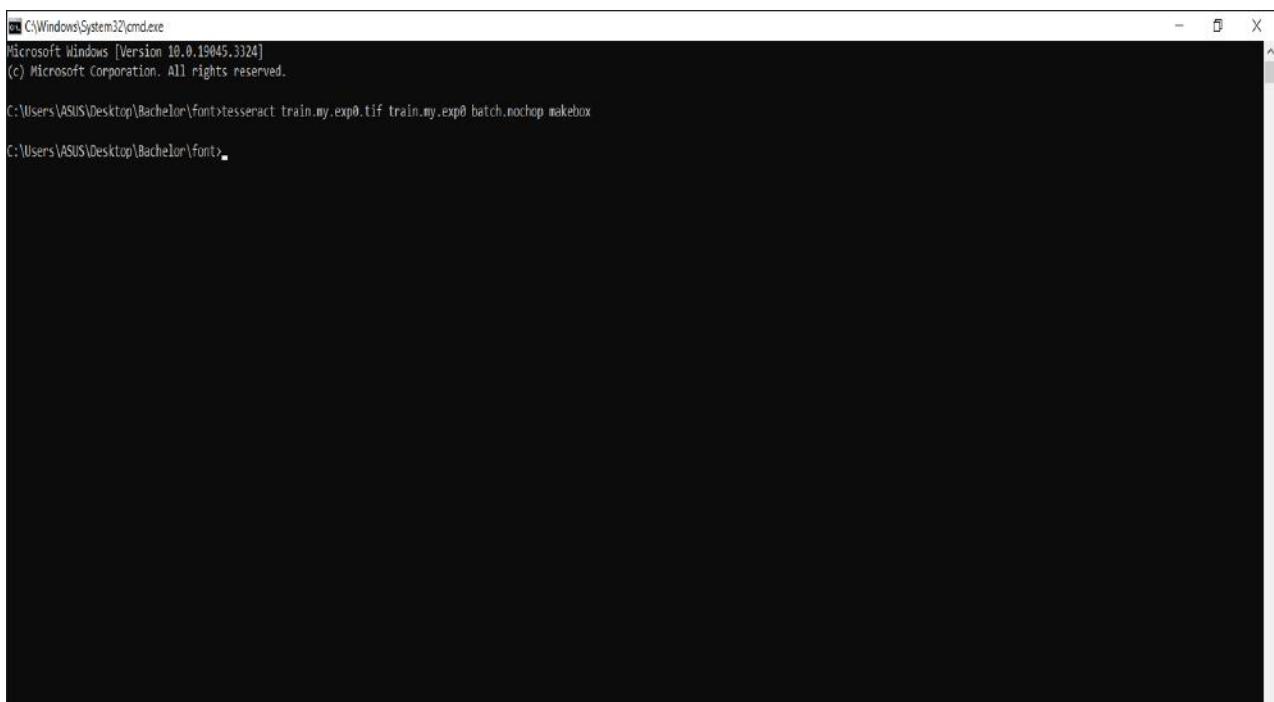 C:\Windows\System32\cmd.exe
Microsoft Windows [Version 10.0.19045.3324]
(c) Microsoft Corporation. All rights reserved.
C:\Users\ASUS\Desktop\Bachelor\font>tesseract train.my.exp0.tif train.my.exp0 batch.nochop makebox
C:\Users\ASUS\Desktop\Bachelor\font>